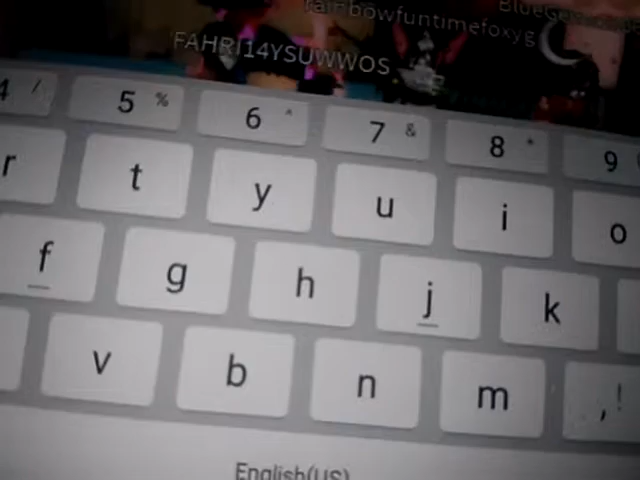 rainbowfuntimefoxyg
FAHRI14YSUWWOS
4 / 5 % 6 ^ 7 & 8 * 9
r t y u i o
f g h j k
v b n m , !
English(US)